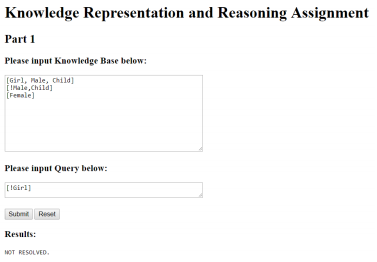 Knowledge Representation and Reasoning Assignment
Part 1
Please input Knowledge Base below:
[Girl, Male, Child]
[!Male,Child]
[Female]
Please input Query below:
[!Girl]
Submit Reset
Results:
NOT RESOLVED.